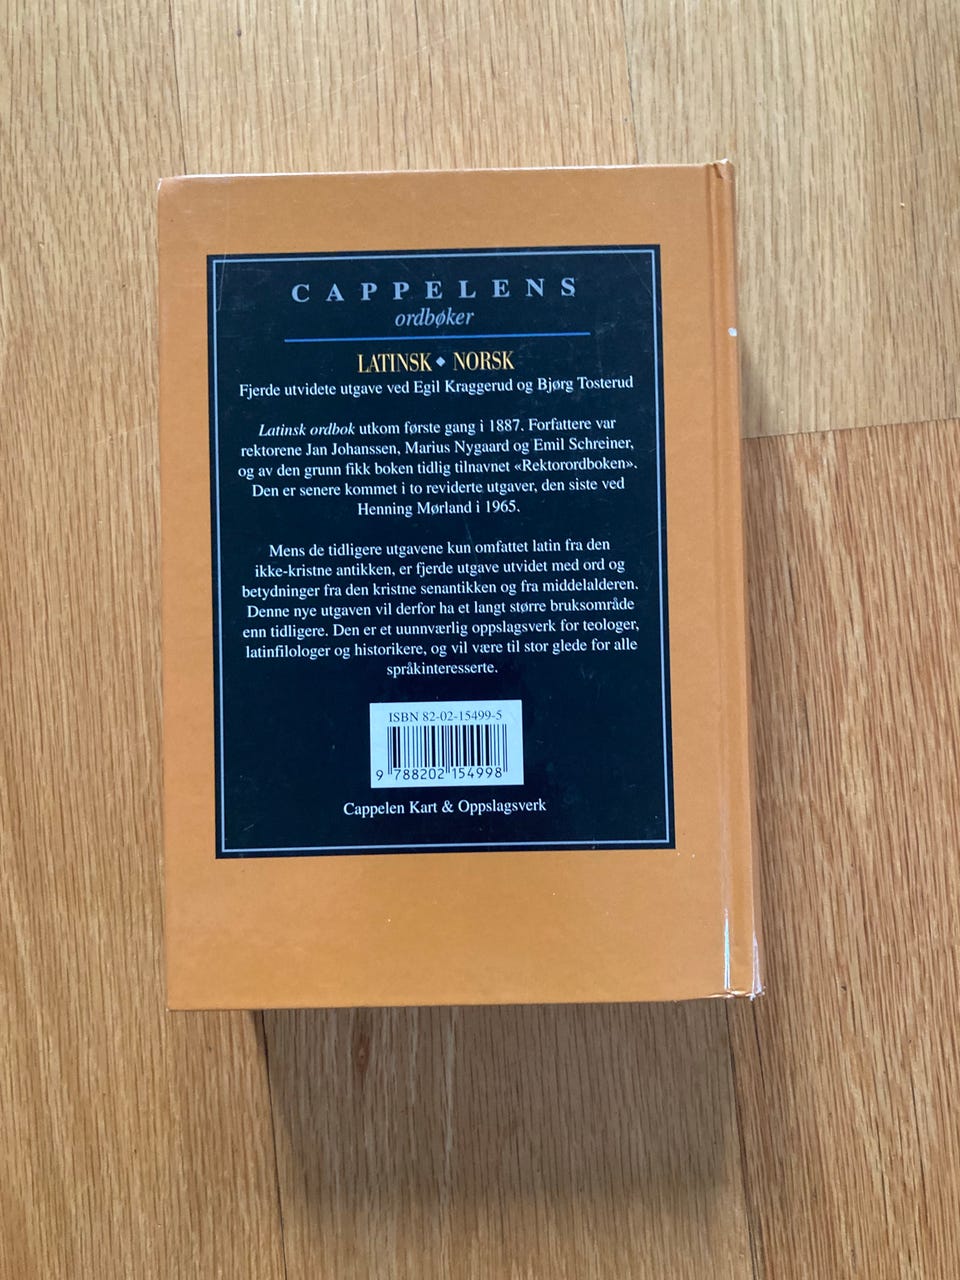 CAPPELENS
ordbøker
LATINSK ◆ NORSK
Fjerde utvidete utgave ved Egil Kraggerud og Bjørg Tosterud
Latinsk ordbok utkom første gang i 1887. Forfattere var
rektorene Jan Johanssen, Marius Nygaard og Emil Schreiner,
og av den grunn fikk boken tidlig tilnavnet «Rektorordboken».
Den er senere kommet i to reviderte utgaver, den siste ved
Henning Mørland i 1965.
Mens de tidligere utgavene kun omfattet latin fra den
ikke-kristne antikken, er fjerde utgave utvidet med ord og
betydninger fra den kristne senantikken og fra middelalderen.
Denne nye utgaven vil derfor ha et langt større bruksområde
enn tidligere. Den er et uunnværlig oppslagsverk for teologer,
latinfilologer og historikere, og vil være til stor glede for alle
språkinteresserte.
ISBN 82-02-15499-5
9 788202 154998
Cappelen Kart & Oppslagsverk